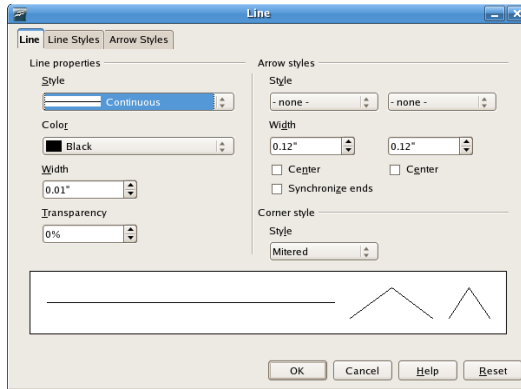 Line
Line Line Styles Arrow Styles
Line properties
Style
Continuous
Color
Black
Width
0.01"
Transparency
0%
Arrow styles
Style
- none - - none -
Width
0.12" 0.12"
Center Center
Synchronize ends
Corner style
Style
Mitered
OK Cancel Help Reset